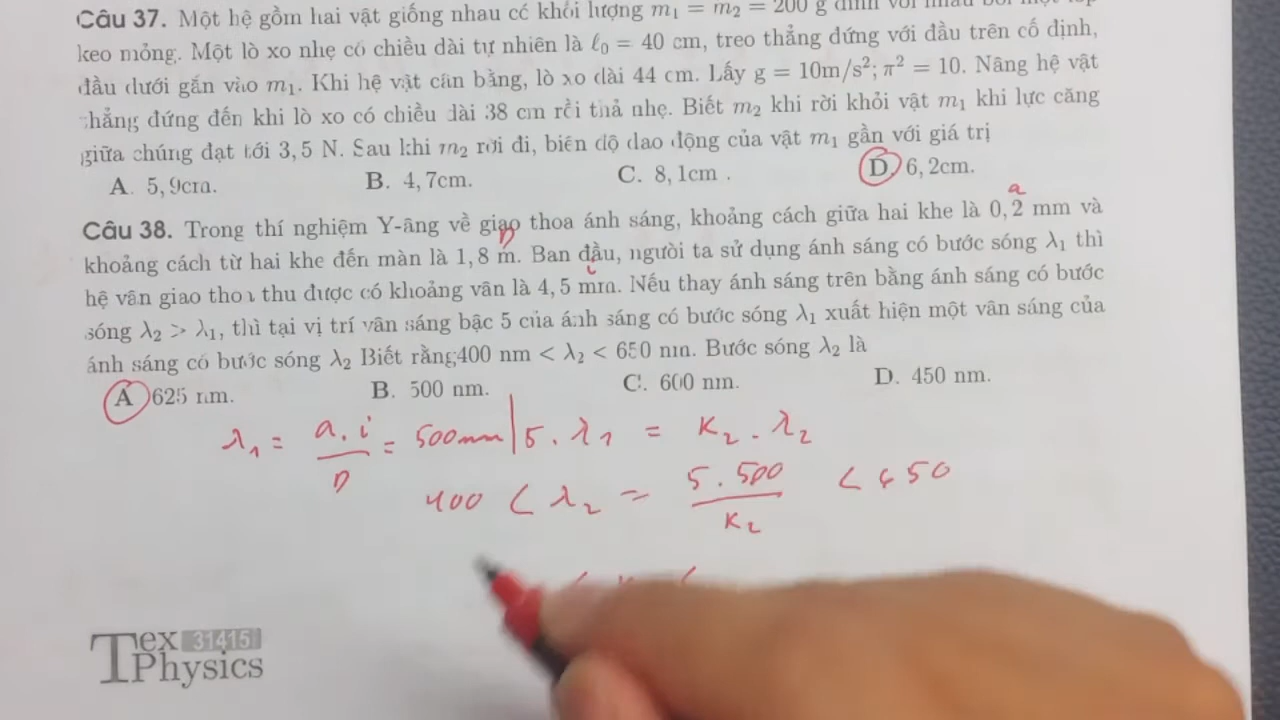 Câu 37. Một hệ gồm hai vật giống nhau có khối lượng m₁ = m₂ = 200 g dính với nhau bởi một lớp
keo mỏng. Một lò xo nhẹ có chiều dài tự nhiên là ℓ₀ = 40 cm, treo thẳng đứng với đầu trên cố định,
đầu dưới gắn vào m₁. Khi hệ vật cân bằng, lò xo dài 44 cm. Lấy g = 10m/s²; π² = 10. Nâng hệ vật
thẳng đứng đến khi lò xo có chiều dài 38 cm rồi thả nhẹ. Biết m₂ khi rời khỏi vật m₁ khi lực căng
giữa chúng đạt tới 3,5 N. Sau khi m₂ rời đi, biên độ dao động của vật m₁ gần với giá trị
A. 5,9cm. B. 4,7cm. C. 8,1cm . D. 6,2cm.
a
Câu 38. Trong thí nghiệm Y-âng về giao thoa ánh sáng, khoảng cách giữa hai khe là 0,2 mm và
D
khoảng cách từ hai khe đến màn là 1,8 m. Ban đầu, người ta sử dụng ánh sáng có bước sóng λ₁ thì
i
hệ vân giao thoa thu được có khoảng vân là 4,5 mm. Nếu thay ánh sáng trên bằng ánh sáng có bước
sóng λ₂ > λ₁, thì tại vị trí vân sáng bậc 5 của ánh sáng có bước sóng λ₁ xuất hiện một vân sáng của
ánh sáng có bước sóng λ₂ Biết rằng400 nm < λ₂ < 650 nm. Bước sóng λ₂ là
A 625 nm. B. 500 nm. C. 600 nm. D. 450 nm.
λ₁ = a.i / D = 500nm | 5. λ₁ = K₂ . λ₂
400 < λ₂ = 5.500 / K₂ < 650
Tex 31415
Physics